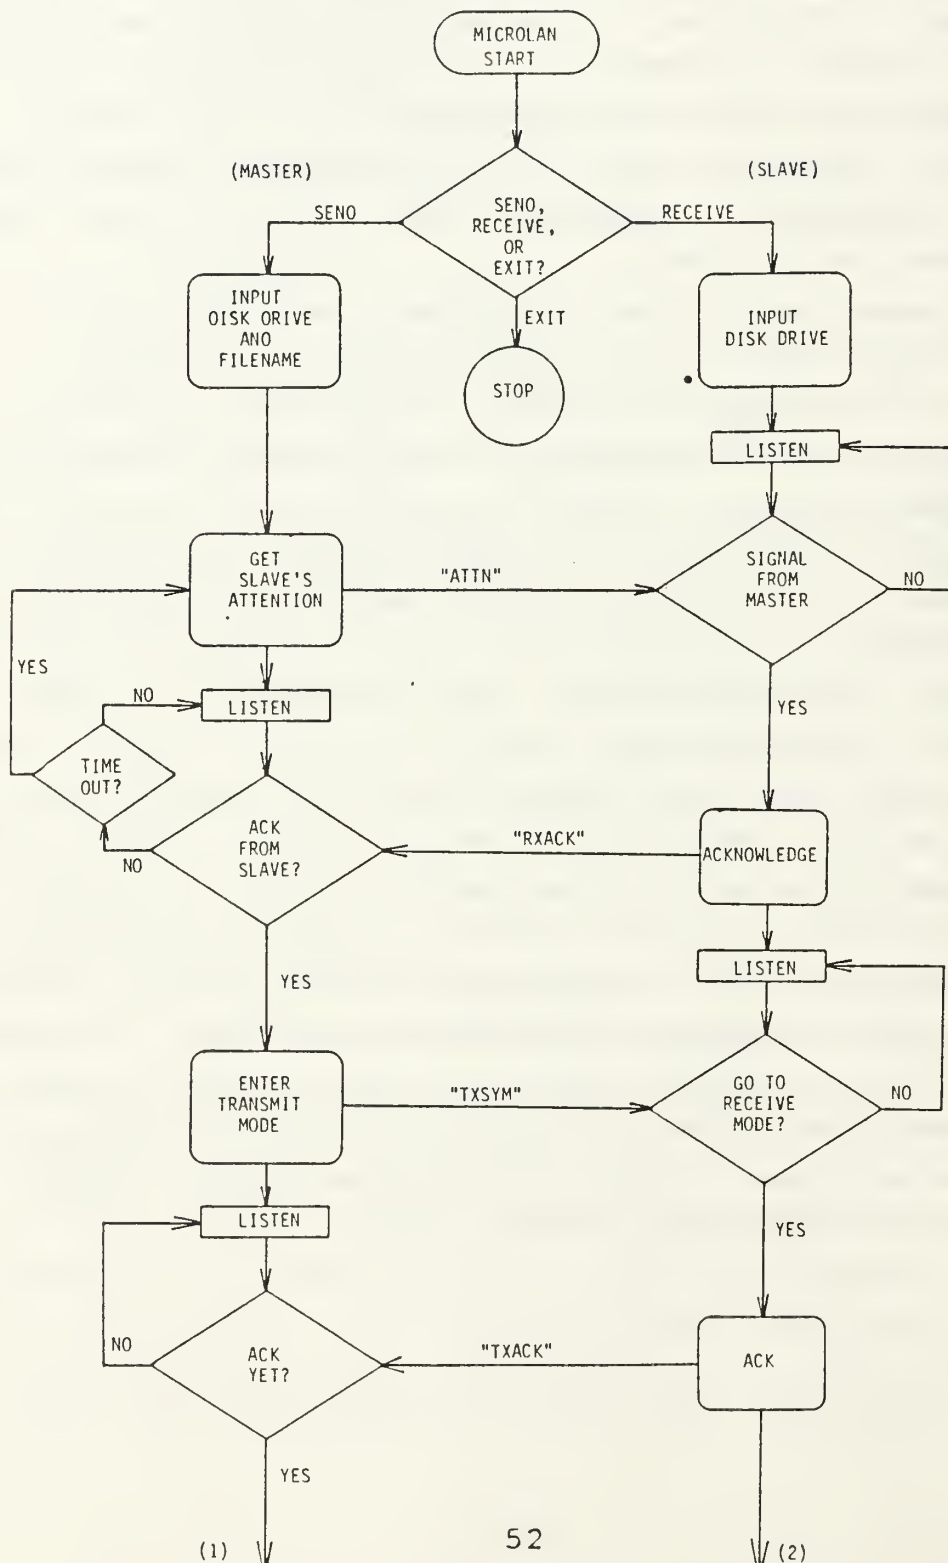 MICROLAN
START
(MASTER)
(SLAVE)
SENO
SENO,
RECEIVE,
OR
EXIT?
RECEIVE
INPUT
OISK DRIVE
ANO
FILENAME
EXIT
STOP
INPUT
DISK DRIVE
LISTEN
GET
SLAVE'S
ATTENTION
"ATTN"
SIGNAL
FROM
MASTER
NO
YES
NO
LISTEN
YES
TIME
OUT?
NO
ACK
FROM
SLAVE?
"RXACK"
ACKNOWLEDGE
YES
LISTEN
ENTER
TRANSMIT
MODE
"TXSYM"
GO TO
RECEIVE
MODE?
NO
LISTEN
YES
NO
ACK
YET?
"TXACK"
ACK
YES
(1)
52
(2)